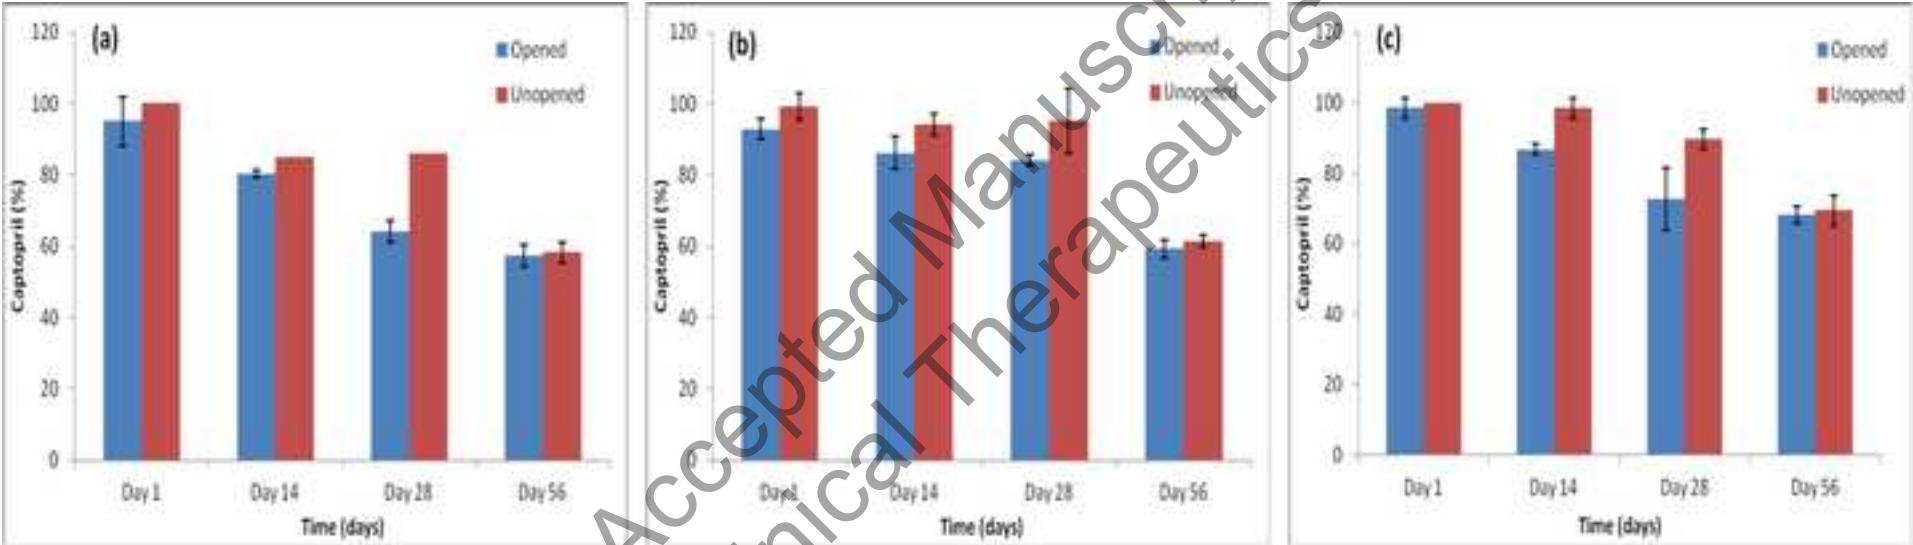 (a)
Opened
Unopened
120
100
80
60
40
20
0
Captopril (%)
Day 1
Day 14
Day 28
Day 56
Time (days)
(b)
Opened
Unopened
120
100
80
60
40
20
0
Captopril (%)
Day 1
Day 14
Day 28
Day 56
Time (days)
(c)
Opened
Unopened
120
100
80
60
40
20
0
Captopril (%)
Day 1
Day 14
Day 28
Day 56
Time (days)
Accepted
Therapeutics